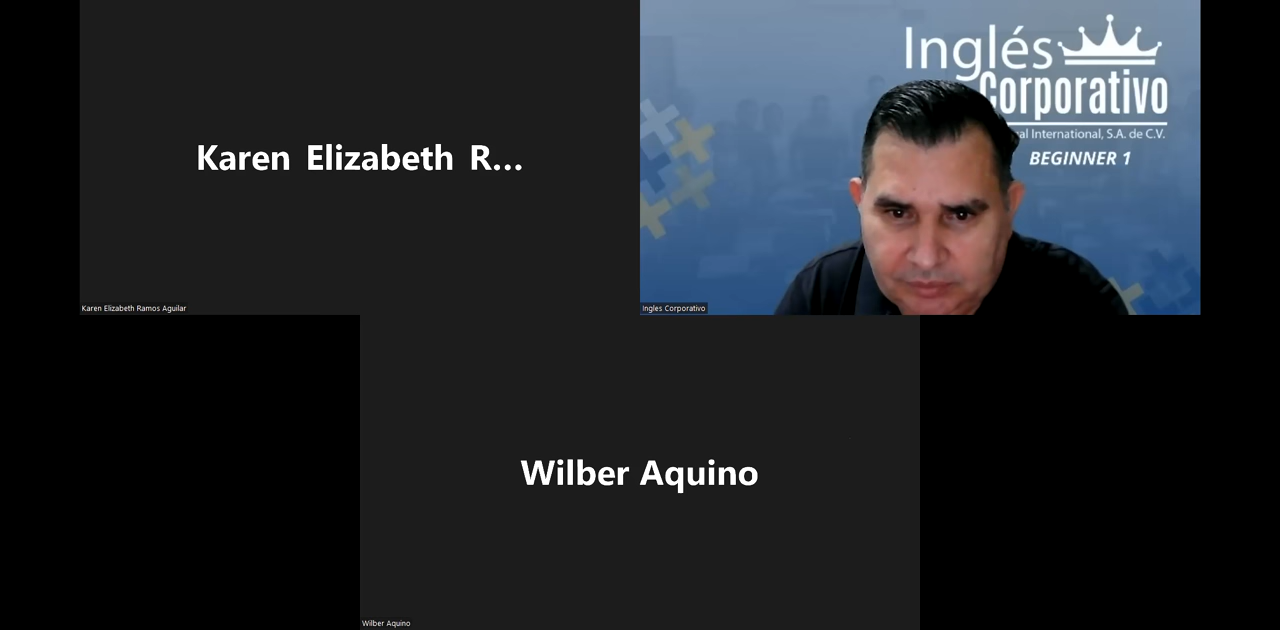 Karen Elizabeth R...
Karen Elizabeth Ramos Aguilar
Inglés
Corporativo
International, S.A. de C.V.
BEGINNER 1
Ingles Corporativo
Wilber Aquino
Wilber Aquino